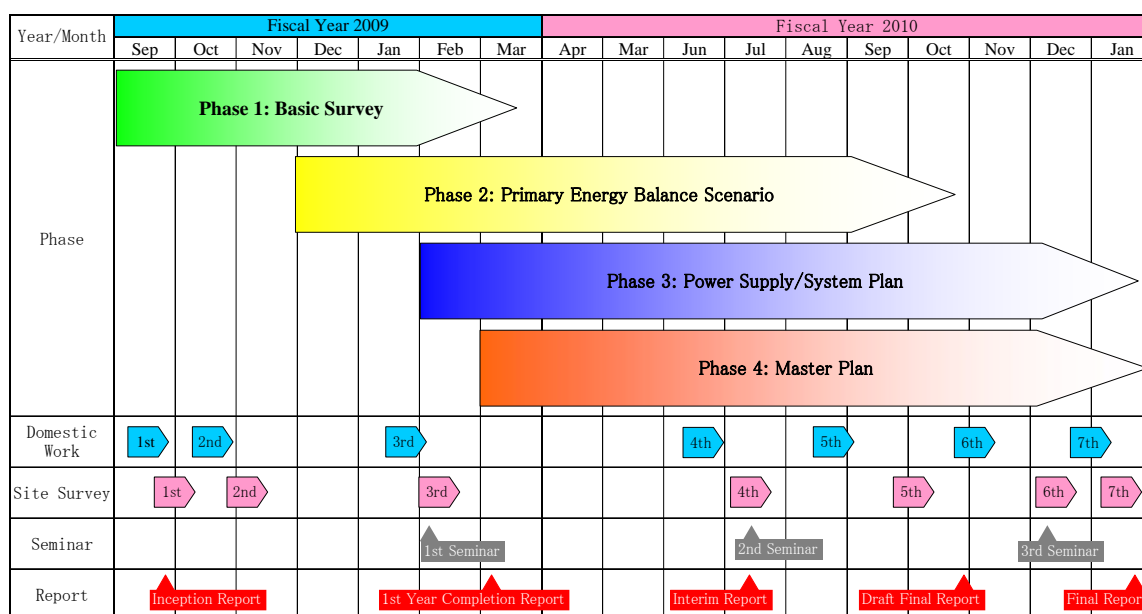 Year/Month
Fiscal Year 2009
Fiscal Year 2010
Sep Oct Nov Dec Jan Feb Mar Apr Mar Jun Jul Aug Sep Oct Nov Dec Jan
Phase
Phase 1: Basic Survey
Phase 2: Primary Energy Balance Scenario
Phase 3: Power Supply/System Plan
Phase 4: Master Plan
Domestic
Work
1st 2nd 3rd 4th 5th 6th 7th
Site Survey
1st 2nd 3rd 4th 5th 6th 7th
Seminar
1st Seminar 2nd Seminar 3rd Seminar
Report
Inception Report 1st Year Completion Report Interim Report Draft Final Report Final Report